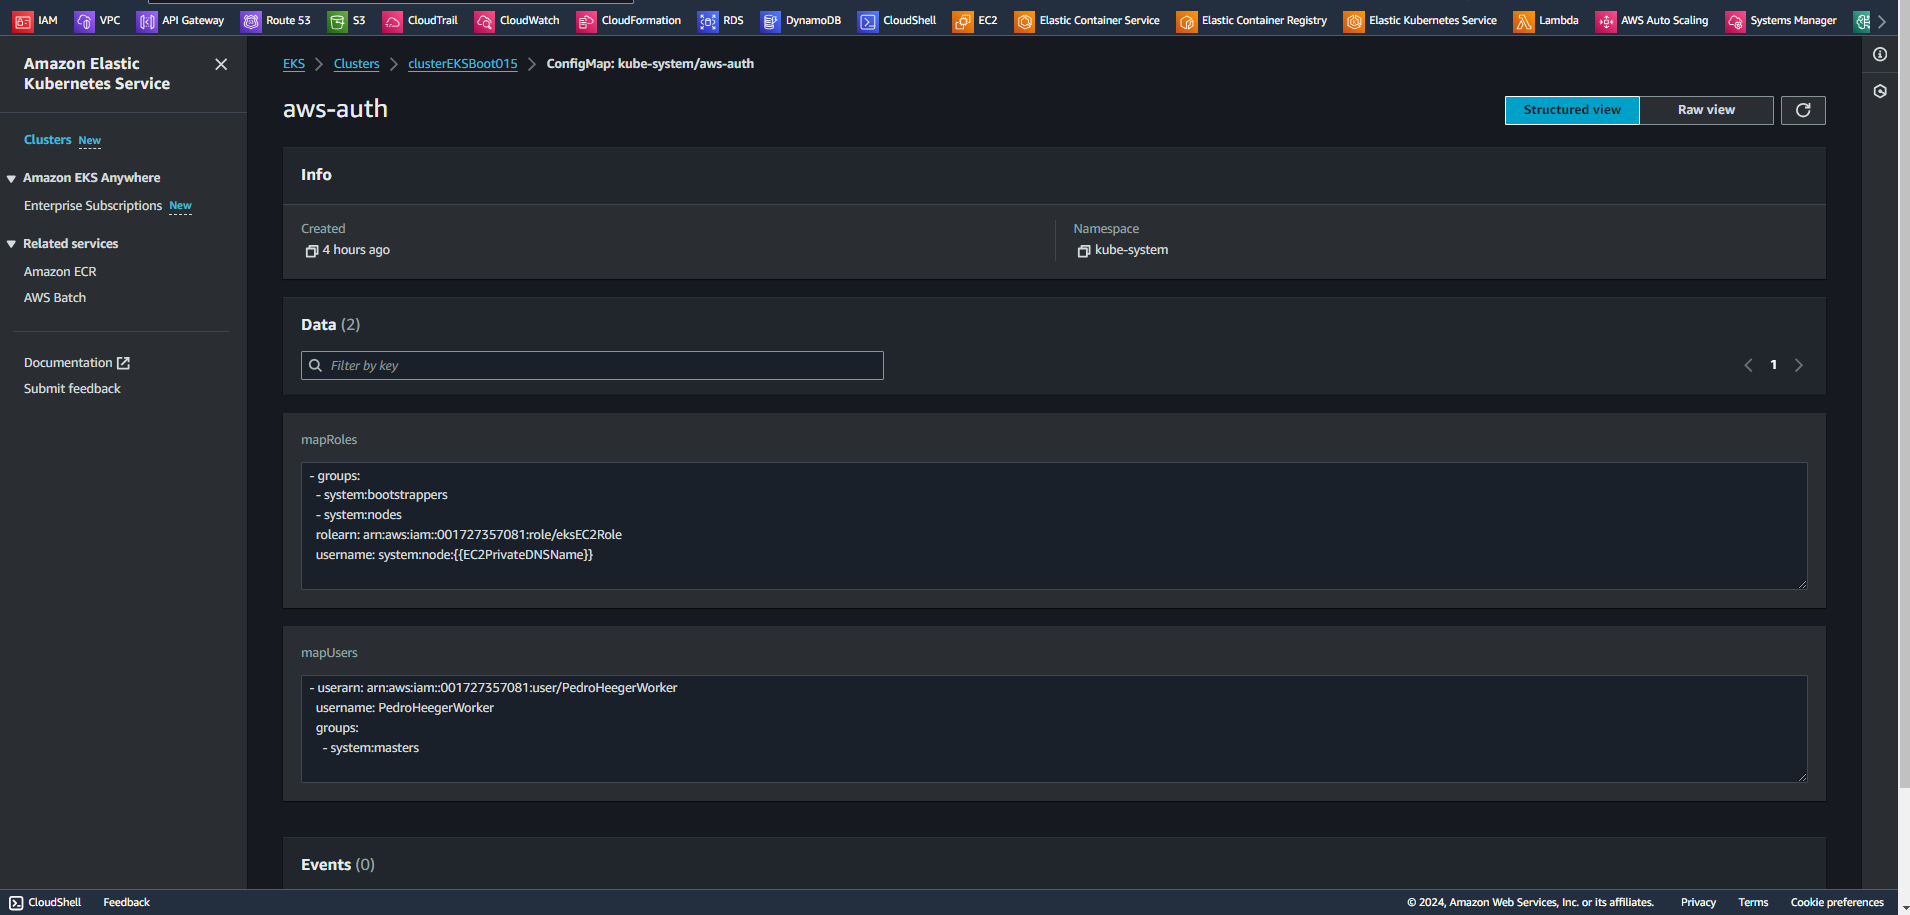 IAM VPC API Gateway Route 53 S3 CloudTrail CloudWatch CloudFormation RDS DynamoDB CloudShell EC2 Elastic Container Service Elastic Container Registry Elastic Kubernetes Service Lambda AWS Auto Scaling Systems Manager
Amazon Elastic
Kubernetes Service
Clusters New
Amazon EKS Anywhere
Enterprise Subscriptions New
Related services
Amazon ECR
AWS Batch
Documentation
Submit feedback
EKS Clusters clusterEKSBoot015 ConfigMap: kube-system/aws-auth
aws-auth
Structured view Raw view
Info
Created
4 hours ago
Namespace
kube-system
Data (2)
Filter by key
1
mapRoles
- groups:
- system:bootstrappers
- system:nodes
rolearn: arn:aws:iam::001727357081:role/eksEC2Role
username: system:node:{{EC2PrivateDNSName}}
mapUsers
- userarn: arn:aws:iam::001727357081:user/PedroHeegerWorker
username: PedroHeegerWorker
groups:
- system:masters
Events (0)
CloudShell Feedback © 2024, Amazon Web Services, Inc. or its affiliates. Privacy Terms Cookie preferences